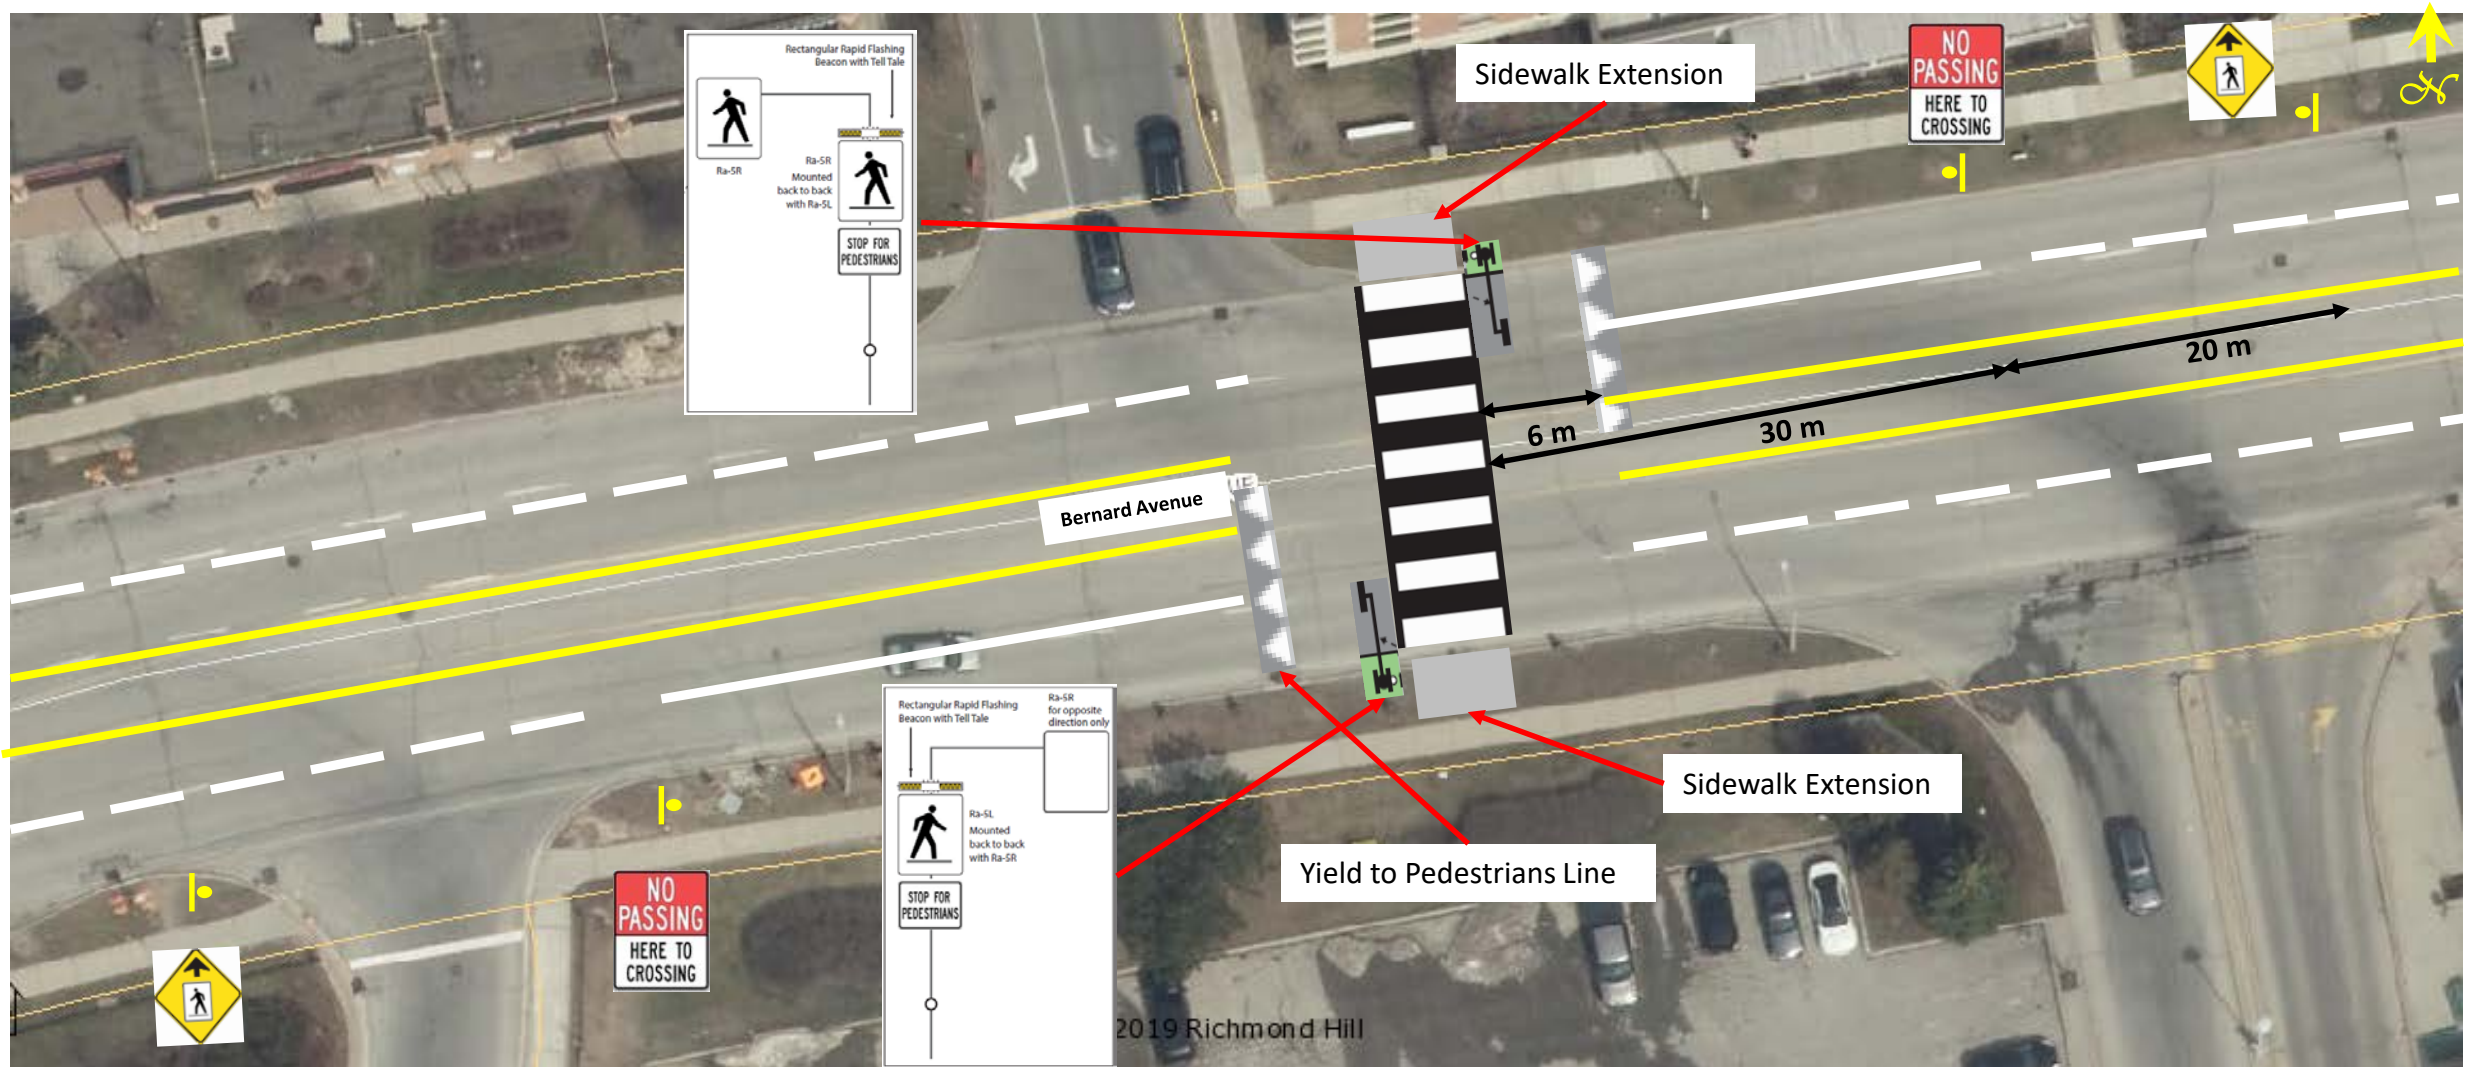 Rectangular Rapid Flashing
Beacon with Tell Tale
Ra-5R
Ra-5R
Mounted
back to back
with Ra-5L
STOP FOR
PEDESTRIANS
Sidewalk Extension
NO
PASSING
HERE TO
CROSSING
N
20 m
30 m
6 m
Bernard Avenue
Rectangular Rapid Flashing
Beacon with Tell Tale
Ra-5R
for opposite
direction only
Ra-5L
Mounted
back to back
with Ra-5R
STOP FOR
PEDESTRIANS
Sidewalk Extension
Yield to Pedestrians Line
NO
PASSING
HERE TO
CROSSING
2019 Richmond Hill